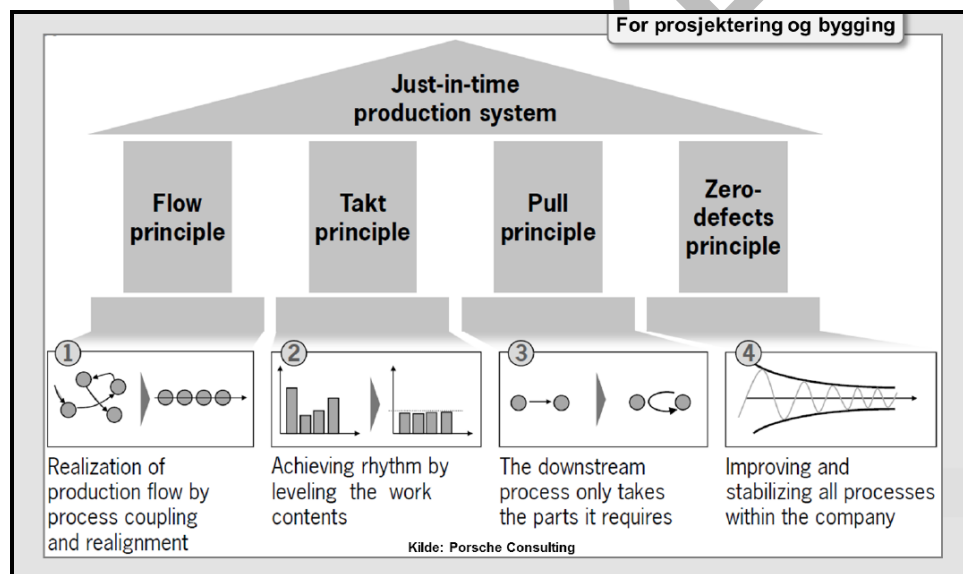 For prosjektering og bygging
Just-in-time
production system
Flow
principle
Takt
principle
Pull
principle
Zero-
defects
principle
1
Realization of
production flow by
process coupling
and realignment
2
Achieving rhythm by
leveling the work
contents
3
The downstream
process only takes
the parts it requires
4
Improving and
stabilizing all processes
within the company
Kilde: Porsche Consulting